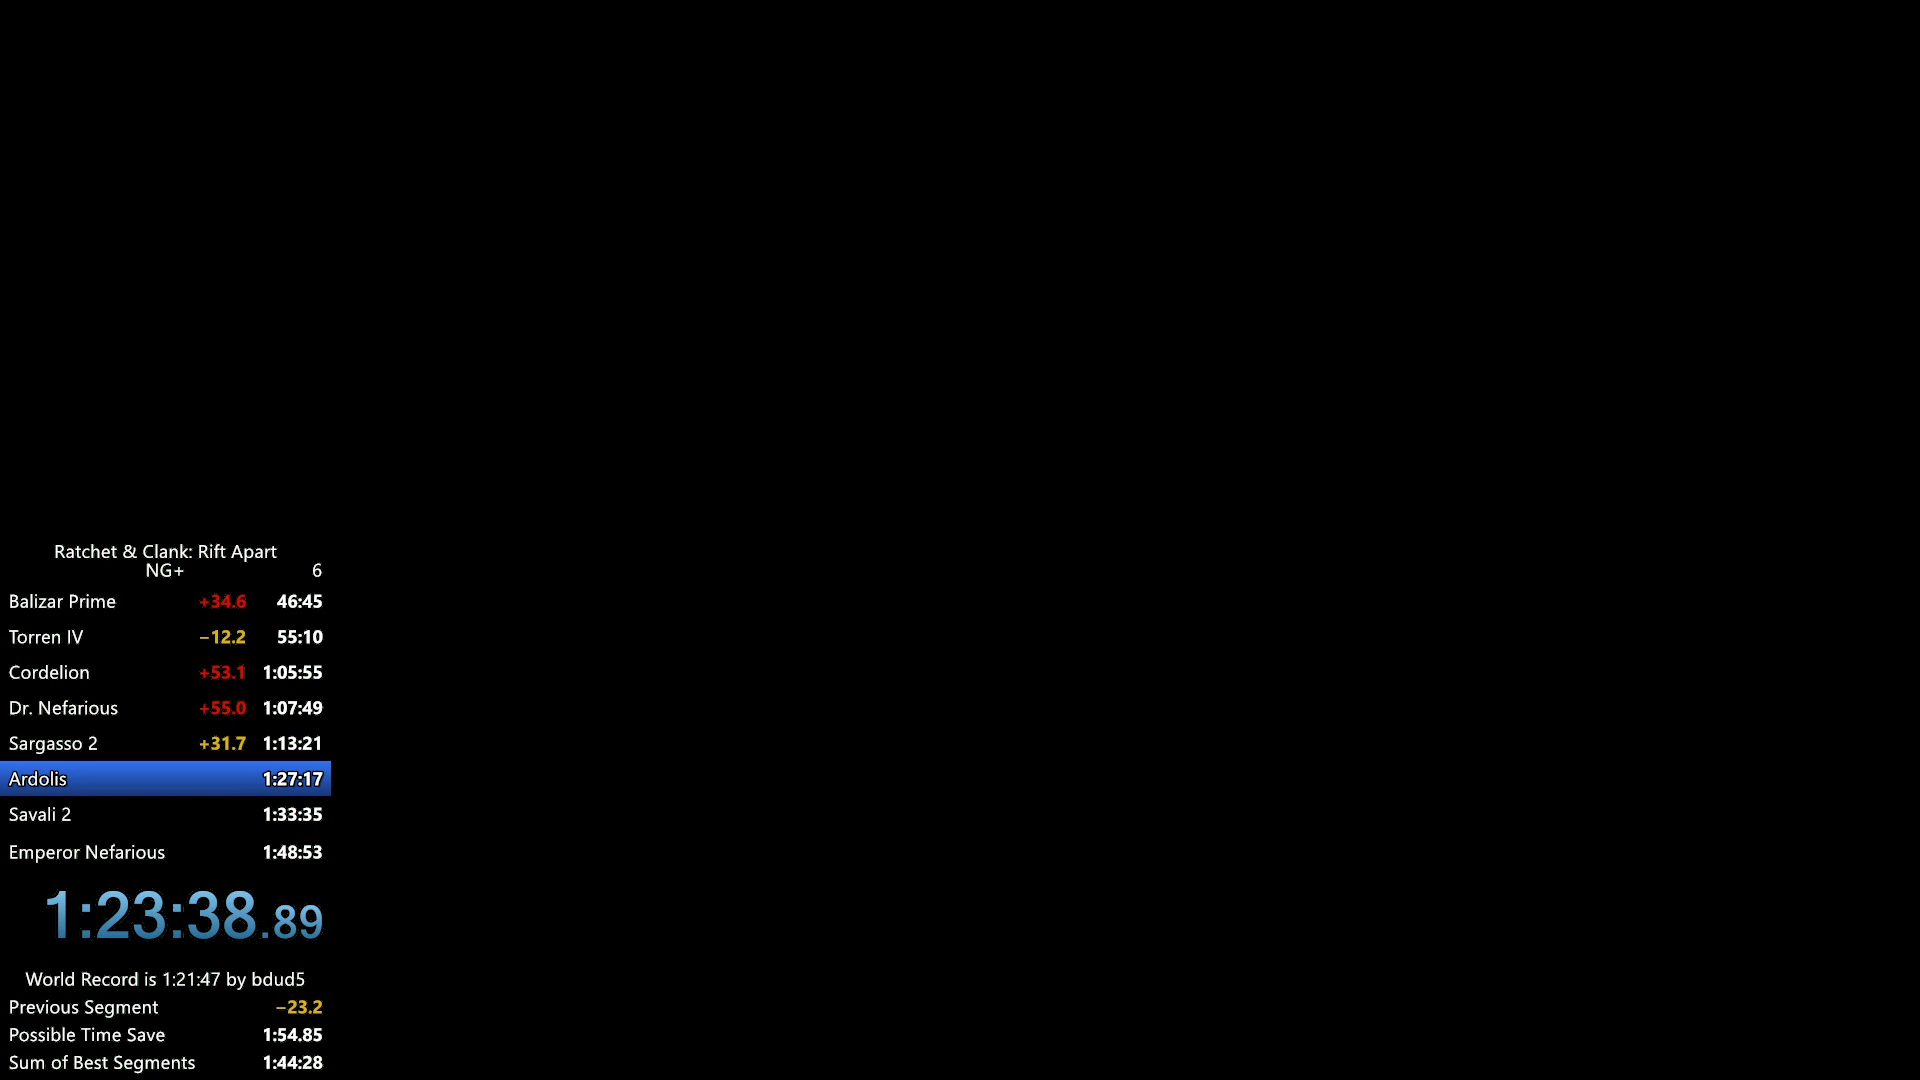 Ratchet & Clank: Rift Apart
NG+ 6
Balizar Prime +34.6 46:45
Torren IV −12.2 55:10
Cordelion +53.1 1:05:55
Dr. Nefarious +55.0 1:07:49
Sargasso 2 +31.7 1:13:21
Ardolis 1:27:17
Savali 2 1:33:35
Emperor Nefarious 1:48:53
1:23:38.89
World Record is 1:21:47 by bdud5
Previous Segment −23.2
Possible Time Save 1:54.85
Sum of Best Segments 1:44:28